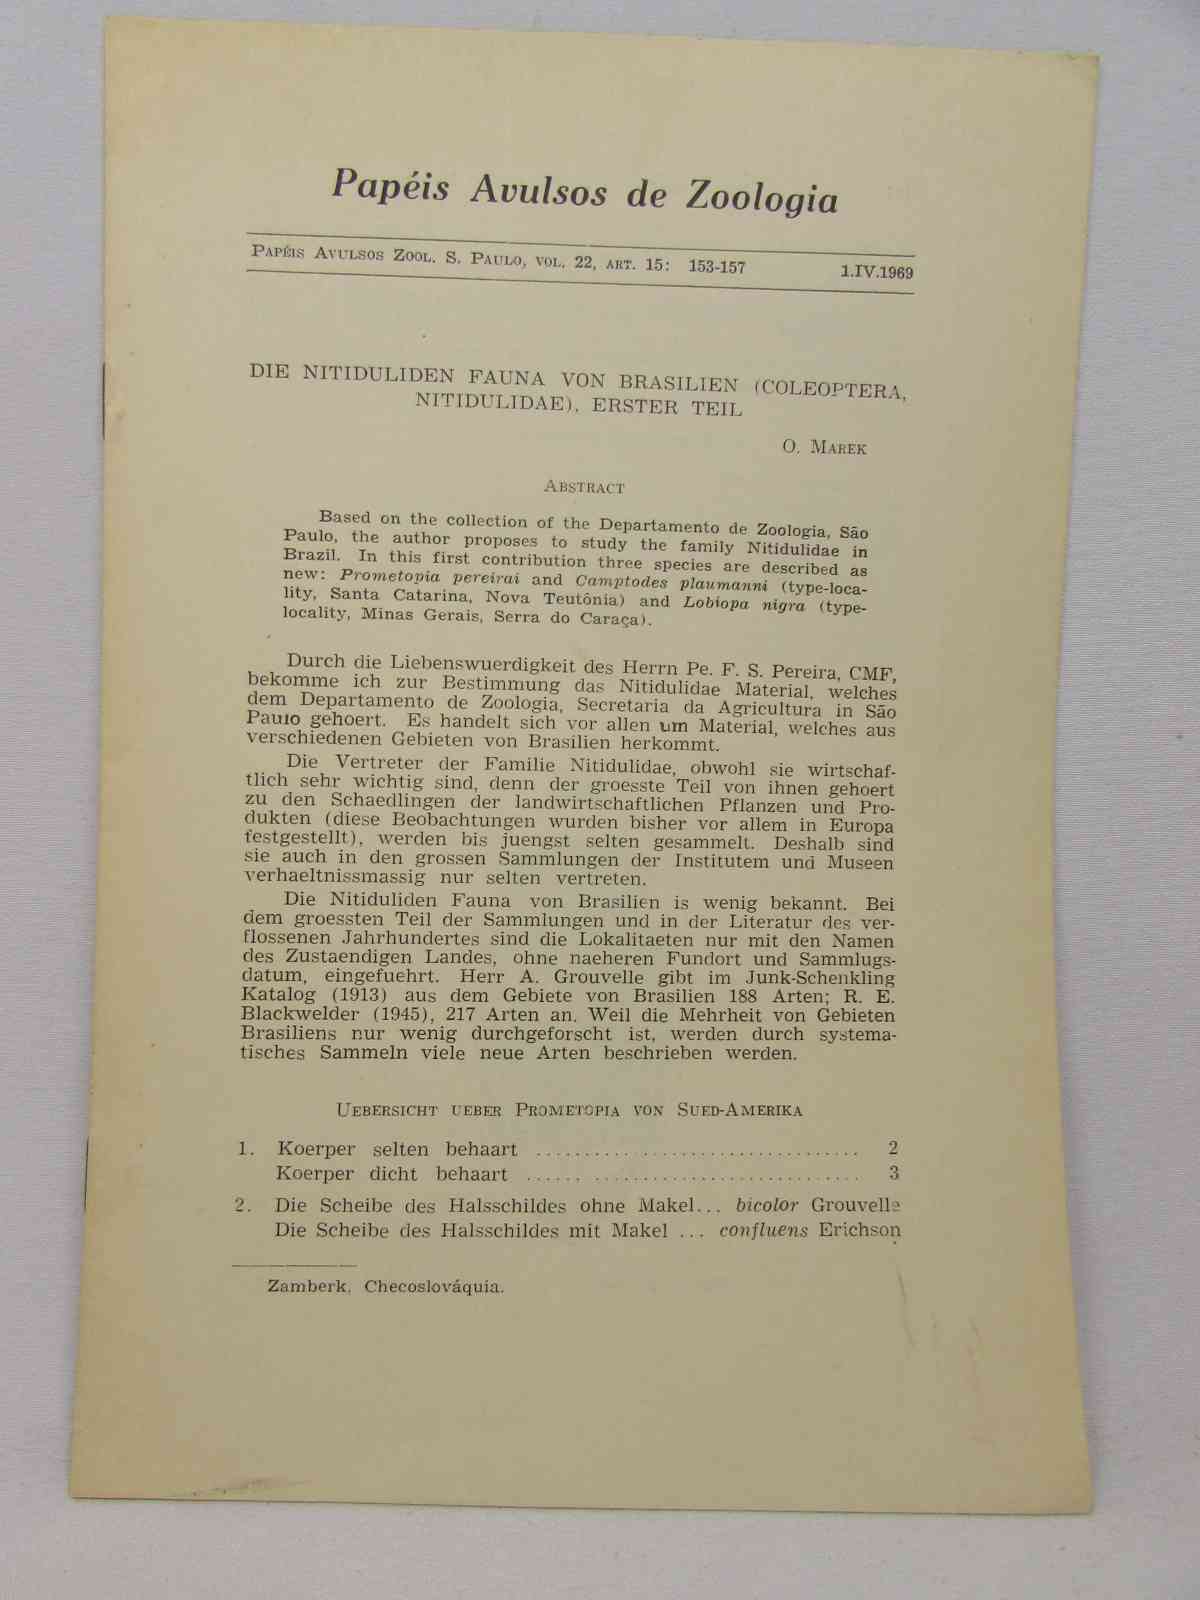 Papéis Avulsos de Zoologia
Papéis Avulsos Zool. S. Paulo, vol. 22, art. 15: 153-157 1.IV.1969
DIE NITIDULIDEN FAUNA VON BRASILIEN (COLEOPTERA,
NITIDULIDAE), ERSTER TEIL
O. Marek
Abstract
Based on the collection of the Departamento de Zoologia, São
Paulo, the author proposes to study the family Nitidulidae in
Brazil. In this first contribution three species are described as
new: Prometopia pereirai and Camptodes plaumanni (type-loca-
lity, Santa Catarina, Nova Teutônia) and Lobiopa nigra (type-
locality, Minas Gerais, Serra do Caraça).
Durch die Liebenswuerdigkeit des Herrn Pe. F. S. Pereira, CMF,
bekomme ich zur Bestimmung das Nitidulidae Material, welches
dem Departamento de Zoologia, Secretaria da Agricultura in São
Paulo gehoert. Es handelt sich vor allen um Material, welches aus
verschiedenen Gebieten von Brasilien herkommt.
Die Vertreter der Familie Nitidulidae, obwohl sie wirtschaf-
tlich sehr wichtig sind, denn der groesste Teil von ihnen gehoert
zu den Schaedlingen der landwirtschaftlichen Pflanzen und Pro-
dukten (diese Beobachtungen wurden bisher vor allem in Europa
festgestellt), werden bis juengst selten gesammelt. Deshalb sind
sie auch in den grossen Sammlungen der Institutem und Museen
verhaeltnissmassig nur selten vertreten.
Die Nitiduliden Fauna von Brasilien is wenig bekannt. Bei
dem groessten Teil der Sammlungen und in der Literatur des ver-
flossenen Jahrhundertes sind die Lokalitaeten nur mit den Namen
des Zustaendigen Landes, ohne naeheren Fundort und Sammlugs-
datum, eingefuehrt. Herr A. Grouvelle gibt im Junk-Schenkling
Katalog (1913) aus dem Gebiete von Brasilien 188 Arten; R. E.
Blackwelder (1945), 217 Arten an. Weil die Mehrheit von Gebieten
Brasiliens nur wenig durchgeforscht ist, werden durch systema-
tisches Sammeln viele neue Arten beschrieben werden.
Uebersicht ueber Prometopia von Sued-Amerika
1. Koerper selten behaart .................................. 2
Koerper dicht behaart .................................. 3
2. Die Scheibe des Halsschildes ohne Makel... bicolor Grouvelle
Die Scheibe des Halsschildes mit Makel ... confluens Erichson
Zamberk, Checoslováquia.